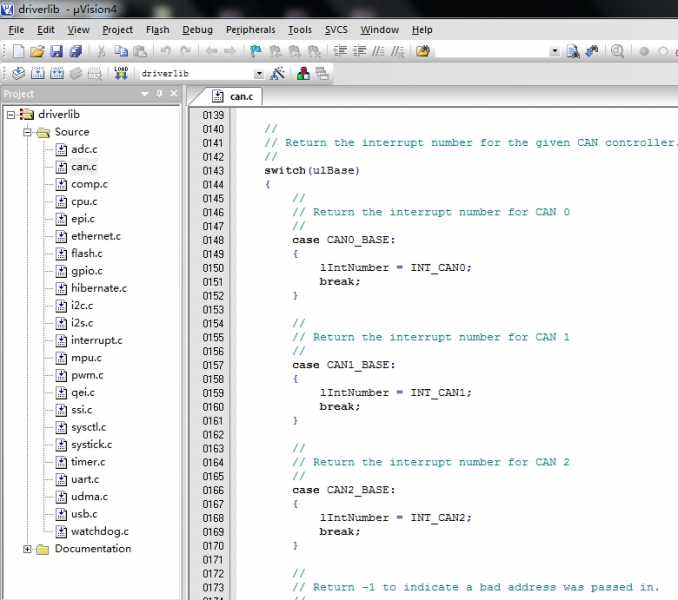 driverlib - µVision4
File Edit View Project Flash Debug Peripherals Tools SVCS Window Help
LOAD driverlib
Project
can.c
driverlib
Source
adc.c
can.c
comp.c
cpu.c
epi.c
ethernet.c
flash.c
gpio.c
hibernate.c
i2c.c
i2s.c
interrupt.c
mpu.c
pwm.c
qei.c
ssi.c
sysctl.c
systick.c
timer.c
uart.c
udma.c
usb.c
watchdog.c
Documentation
0139
0140 //
0141 // Return the interrupt number for the given CAN controller.
0142 //
0143 switch(ulBase)
0144 {
0145 //
0146 // Return the interrupt number for CAN 0
0147 //
0148 case CAN0_BASE:
0149 {
0150 lIntNumber = INT_CAN0;
0151 break;
0152 }
0153
0154 //
0155 // Return the interrupt number for CAN 1
0156 //
0157 case CAN1_BASE:
0158 {
0159 lIntNumber = INT_CAN1;
0160 break;
0161 }
0162
0163 //
0164 // Return the interrupt number for CAN 2
0165 //
0166 case CAN2_BASE:
0167 {
0168 lIntNumber = INT_CAN2;
0169 break;
0170 }
0171
0172 //
0173 // Return -1 to indicate a bad address was passed in.